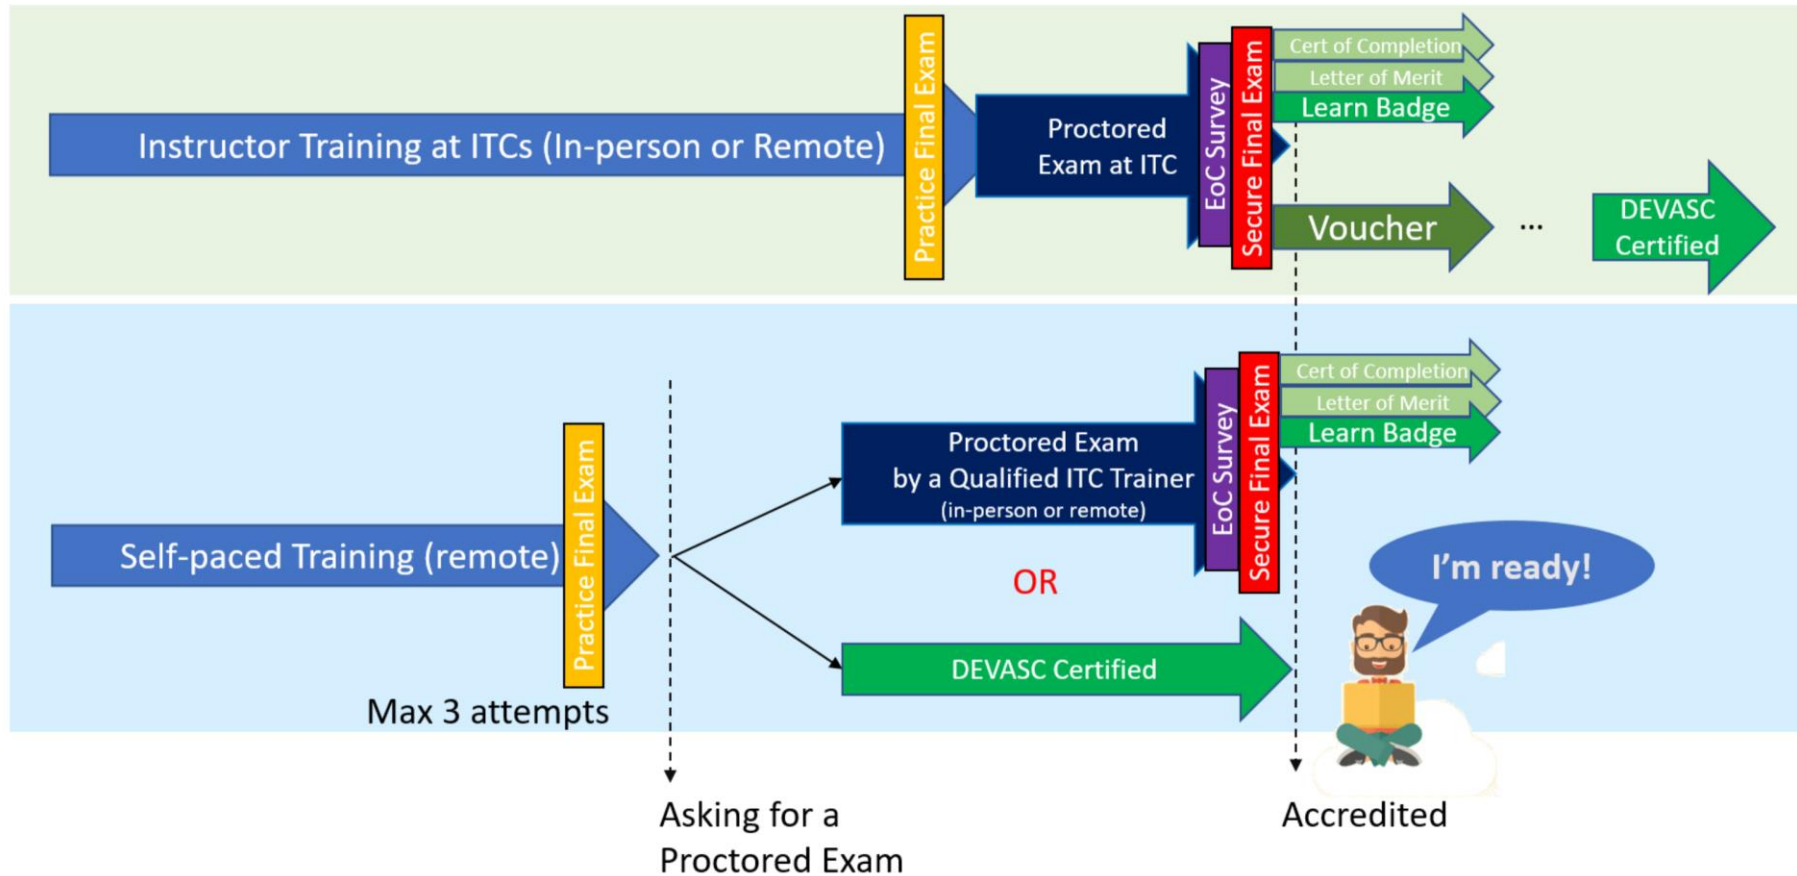 Instructor Training at ITCs (In-person or Remote)
Practice Final Exam
Proctored
Exam at ITC
EoC Survey
Secure Final Exam
Cert of Completion
Letter of Merit
Learn Badge
Voucher
...
DEVASC
Certified
Self-paced Training (remote)
Practice Final Exam
Max 3 attempts
Proctored Exam
by a Qualified ITC Trainer
(in-person or remote)
EoC Survey
Secure Final Exam
Cert of Completion
Letter of Merit
Learn Badge
OR
DEVASC Certified
I'm ready!
Asking for a
Proctored Exam
Accredited